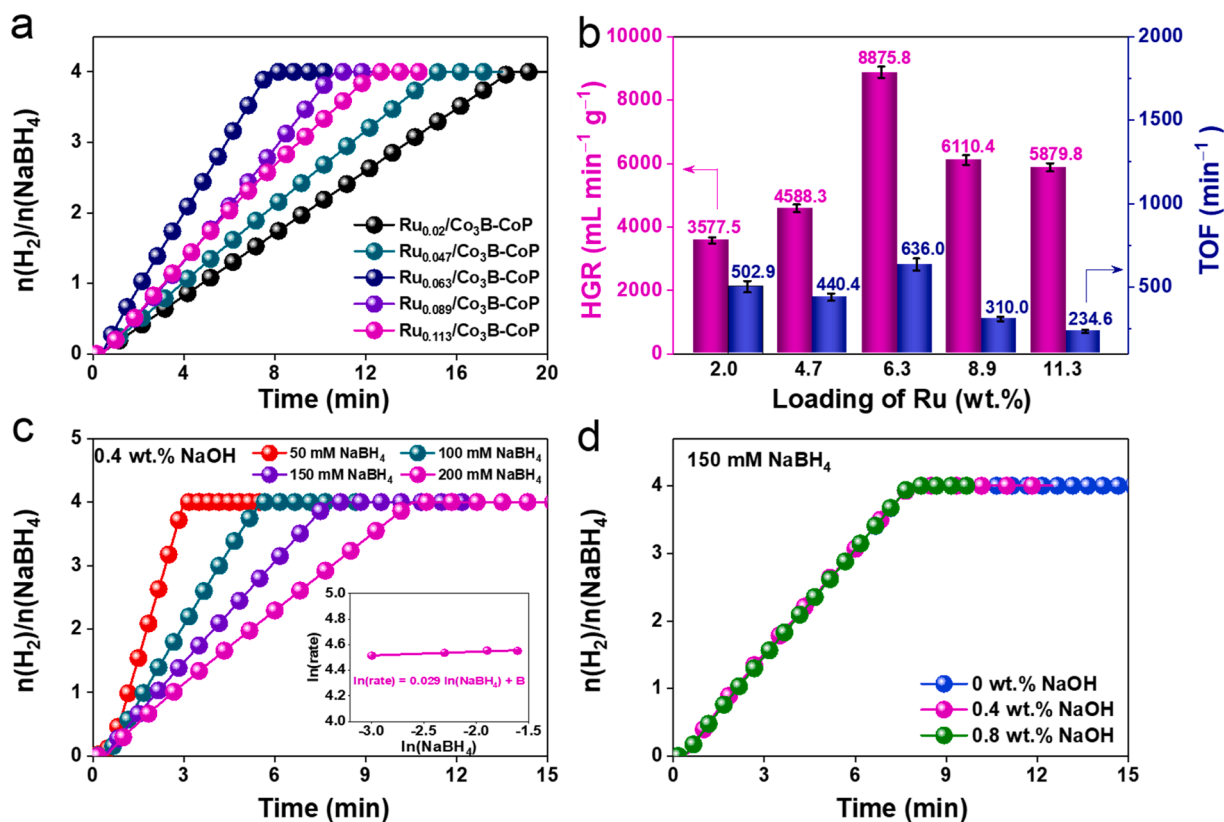 a
n(H₂)/n(NaBH₄)
4
3
2
1
0
0 4 8 12 16 20
Time (min)
Ru₀.₀₂/Co₃B-CoP
Ru₀.₀₄₇/Co₃B-CoP
Ru₀.₀₆₃/Co₃B-CoP
Ru₀.₀₈₉/Co₃B-CoP
Ru₀.₁₁₃/Co₃B-CoP
b
HGR (mL min⁻¹ g⁻¹)
10000
8000
6000
4000
2000
0
3577.5
4588.3
8875.8
6110.4
5879.8
502.9
440.4
636.0
310.0
234.6
2.0 4.7 6.3 8.9 11.3
Loading of Ru (wt.%)
2000
1500
1000
500
TOF (min⁻¹)
c
n(H₂)/n(NaBH₄)
5
4
3
2
1
0
0 3 6 9 12 15
Time (min)
0.4 wt.% NaOH
50 mM NaBH₄
100 mM NaBH₄
150 mM NaBH₄
200 mM NaBH₄
ln(rate)
5.0
4.8
4.6
4.4
4.2
4.0
ln(rate) = 0.029 ln(NaBH₄) + B
-3.0 -2.5 -2.0 -1.5
ln(NaBH₄)
d
n(H₂)/n(NaBH₄)
150 mM NaBH₄
4
3
2
1
0
0 3 6 9 12 15
Time (min)
0 wt.% NaOH
0.4 wt.% NaOH
0.8 wt.% NaOH